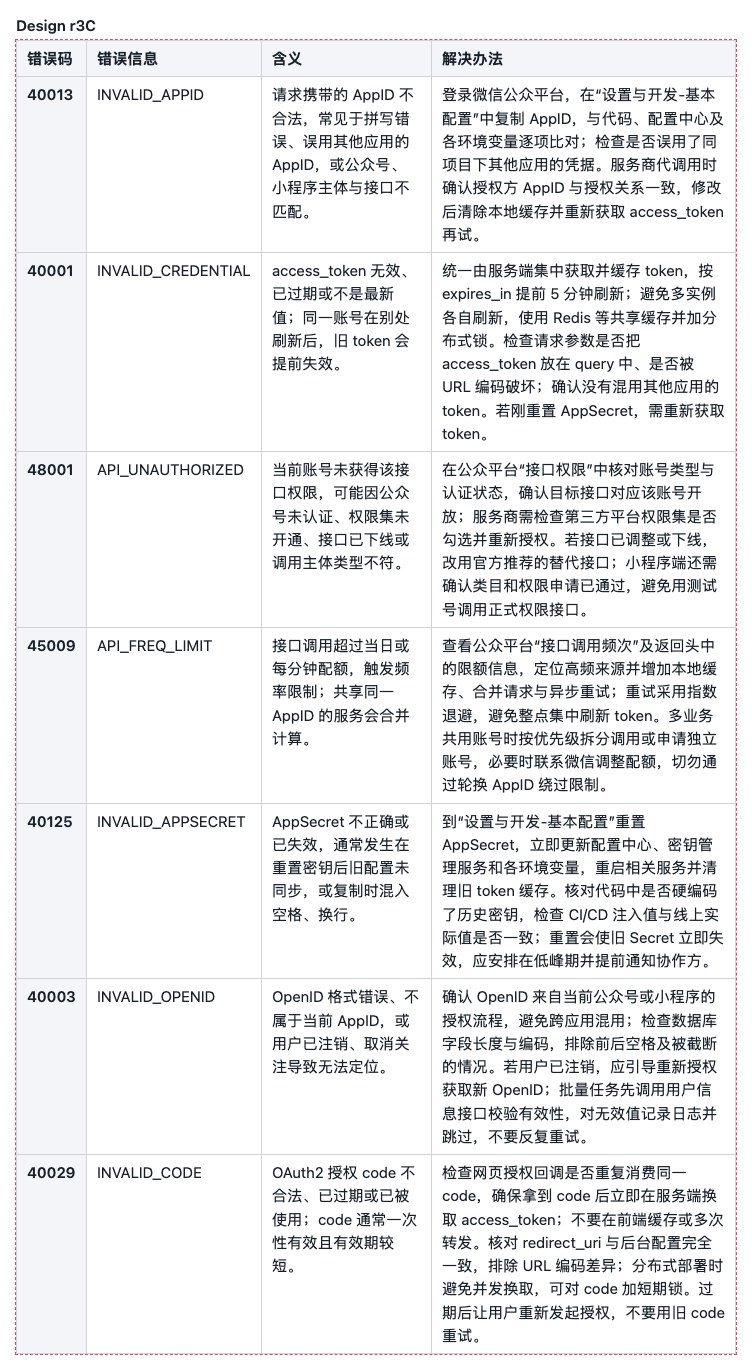 Design r3C
错误码 错误信息 含义 解决办法
40013 INVALID_APPID
请求携带的 AppID 不
合法，常见于拼写错
误、误用其他应用的
AppID，或公众号、
小程序主体与接口不
匹配。
登录微信公众平台，在“设置与开发-基本
配置”中复制 AppID，与代码、配置中心及
各环境变量逐项比对；检查是否误用了同
项目下其他应用的凭据。服务商代调用时
确认授权方 AppID 与授权关系一致，修改
后清除本地缓存并重新获取 access_token
再试。
40001 INVALID_CREDENTIAL
access_token 无效、
已过期或不是最新
值；同一账号在别处
刷新后，旧 token 会
提前失效。
统一由服务端集中获取并缓存 token，按
expires_in 提前 5 分钟刷新；避免多实例
各自刷新，使用 Redis 等共享缓存并加分
布式锁。检查请求参数是否把
access_token 放在 query 中、是否被
URL 编码破坏；确认没有混用其他应用的
token。若刚重置 AppSecret，需重新获取
token。
48001 API_UNAUTHORIZED
当前账号未获得该接
口权限，可能因公众
号未认证、权限集未
开通、接口已下线或
调用主体类型不符。
在公众平台“接口权限”中核对账号类型与
认证状态，确认目标接口对应该账号开
放；服务商需检查第三方平台权限集是否
勾选并重新授权。若接口已调整或下线，
改用官方推荐的替代接口；小程序端还需
确认类目和权限申请已通过，避免用测试
号调用正式权限接口。
45009 API_FREQ_LIMIT
接口调用超过当日或
每分钟配额，触发频
率限制；共享同一
AppID 的服务会合并
计算。
查看公众平台“接口调用频次”及返回头中
的限额信息，定位高频来源并增加本地缓
存、合并请求与异步重试；重试采用指数
退避，避免整点集中刷新 token。多业务
共用账号时按优先级拆分调用或申请独立
账号，必要时联系微信调整配额，切勿通
过轮换 AppID 绕过限制。
40125 INVALID_APPSECRET
AppSecret 不正确或
已失效，通常发生在
重置密钥后旧配置未
同步，或复制时混入
空格、换行。
到“设置与开发-基本配置”重置
AppSecret，立即更新配置中心、密钥管
理服务和各环境变量，重启相关服务并清
理旧 token 缓存。核对代码中是否硬编码
了历史密钥，检查 CI/CD 注入值与线上实
际值是否一致；重置会使旧 Secret 立即失
效，应安排在低峰期并提前通知协作方。
40003 INVALID_OPENID
OpenID 格式错误、不
属于当前 AppID，或
用户已注销、取消关
注导致无法定位。
确认 OpenID 来自当前公众号或小程序的
授权流程，避免跨应用混用；检查数据库
字段长度与编码，排除前后空格及被截断
的情况。若用户已注销，应引导重新授权
获取新 OpenID；批量任务先调用用户信
息接口校验有效性，对无效值记录日志并
跳过，不要反复重试。
40029 INVALID_CODE
OAuth2 授权 code 不
合法、已过期或已被
使用；code 通常一次
性有效且有效期较
短。
检查网页授权回调是否重复消费同一
code，确保拿到 code 后立即在服务端换
取 access_token；不要在前端缓存或多次
转发。核对 redirect_uri 与后台配置完全
一致，排除 URL 编码差异；分布式部署时
避免并发换取，可对 code 加短期锁。过
期后让用户重新发起授权，不要用旧 code
重试。